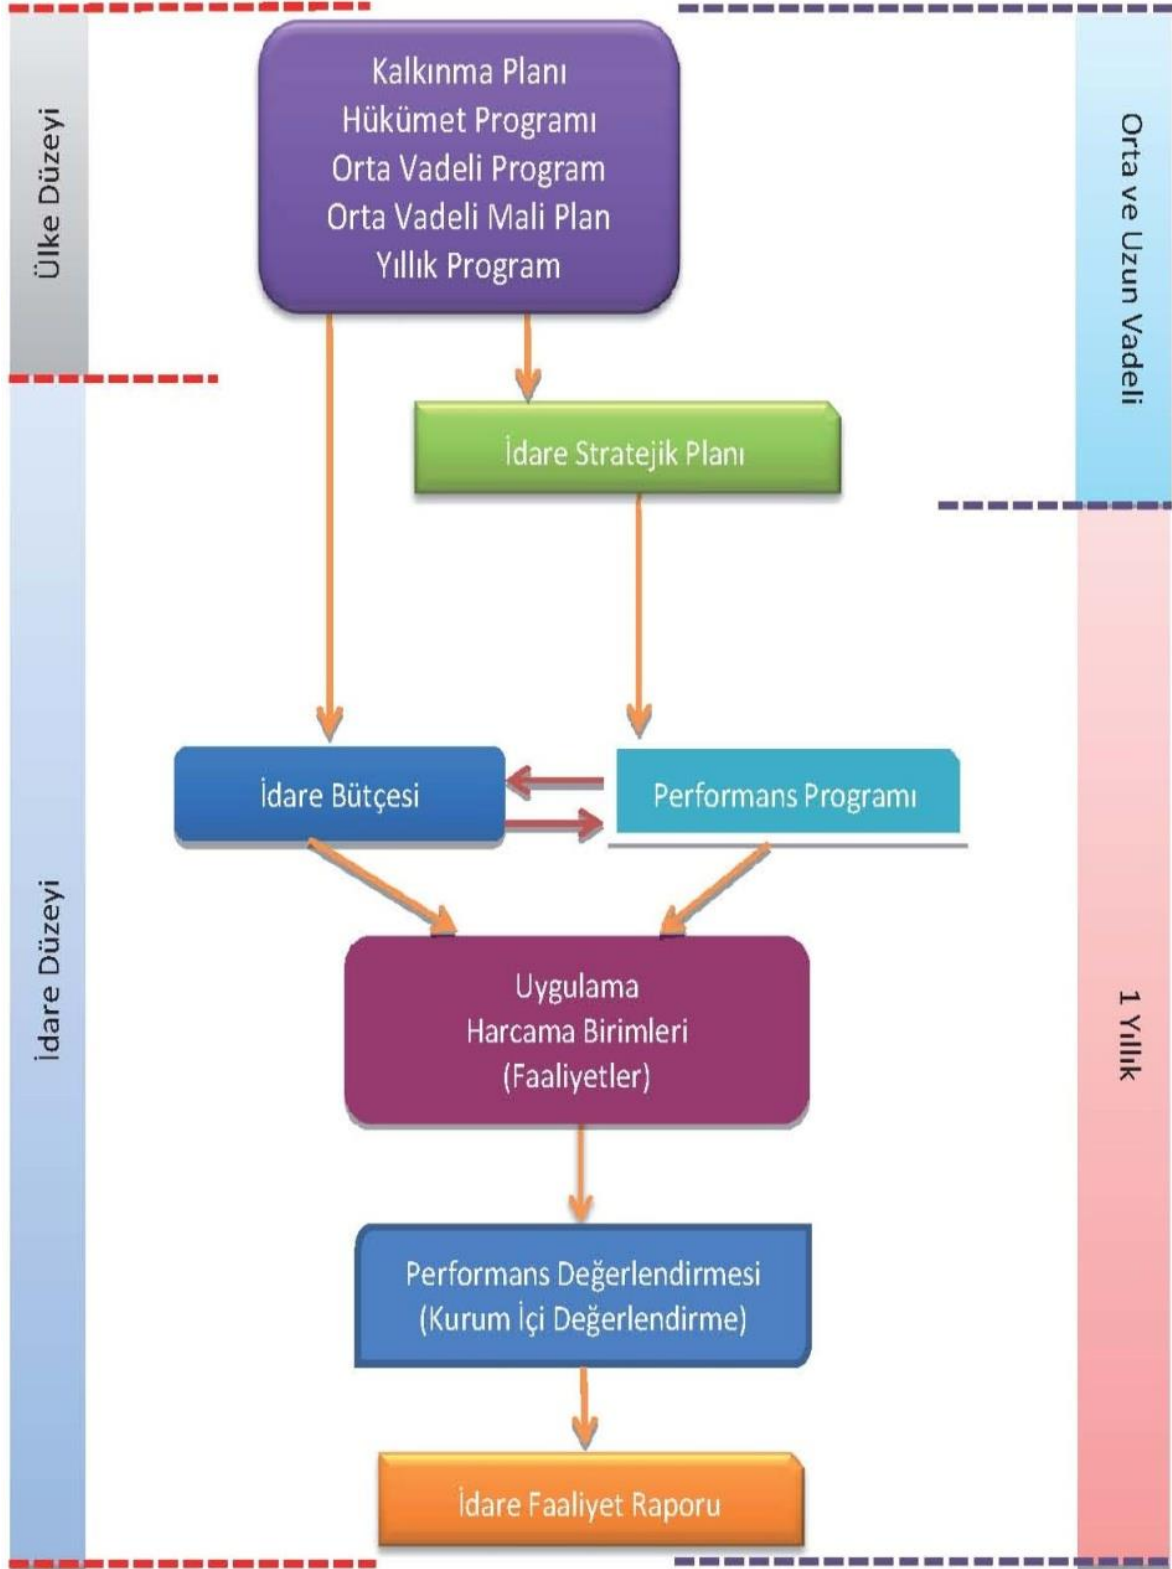 Ülke Düzeyi
Kalkınma Planı
Hükümet Programı
Orta Vadeli Program
Orta Vadeli Mali Plan
Yıllık Program
Orta ve Uzun Vadeli
İdare Stratejik Planı
İdare Düzeyi
İdare Bütçesi
Performans Programı
1 Yıllık
Uygulama
Harcama Birimleri
(Faaliyetler)
Performans Değerlendirmesi
(Kurum İçi Değerlendirme)
İdare Faaliyet Raporu